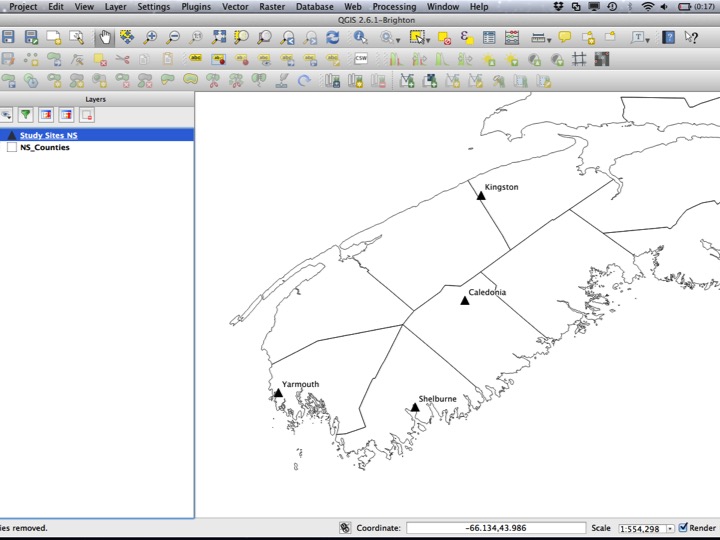 Project Edit View Layer Settings Plugins Vector Raster Database Web Processing Window Help (0:17)
QGIS 2.6.1-Brighton
CSW
Layers
Study Sites NS
NS_Counties
Kingston
Caledonia
Yarmouth
Shelburne
ies removed.
Coordinate: -66.134,43.986 Scale 1:554,298 Render